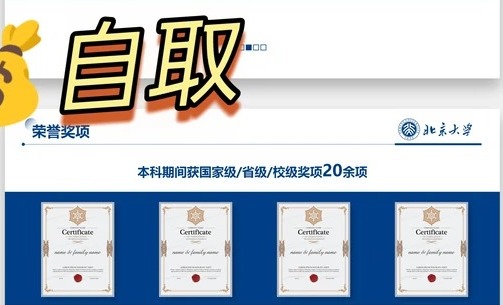 自取
荣誉奖项
北京大学
本科期间获国家级/省级/校级奖项20余项
Certificate
name & family name
Certificate
name & family name
Certificate
name & family name
Certificate
name & family name